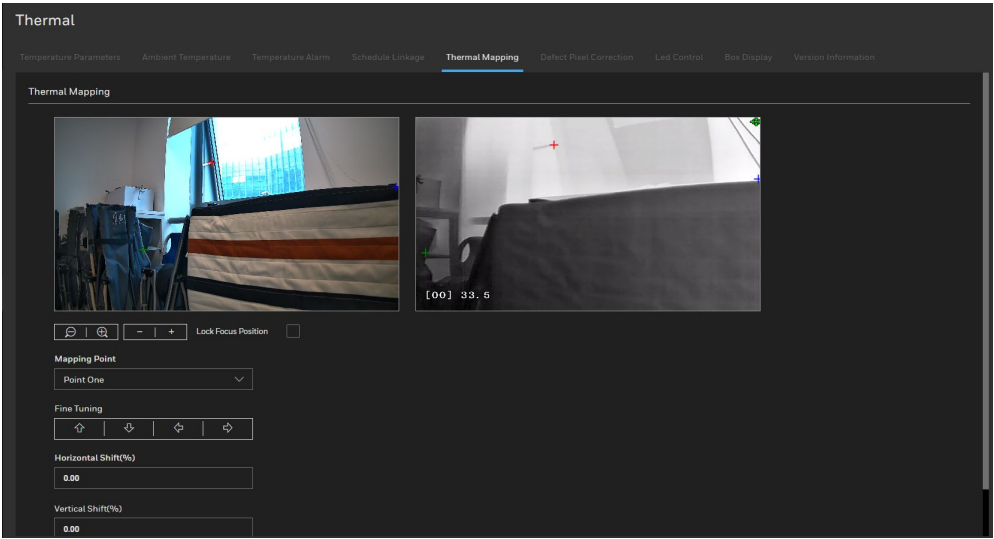 Thermal
Temperature Parameters Ambient Temperature Temperature Alarm Schedule Linkage Thermal Mapping Defect Pixel Correction Led Control Box Display Version Information
Thermal Mapping
[00] 33.5
- | + Lock Focus Position
Mapping Point
Point One
Fine Tuning
Horizontal Shift(%)
0.00
Vertical Shift(%)
0.00